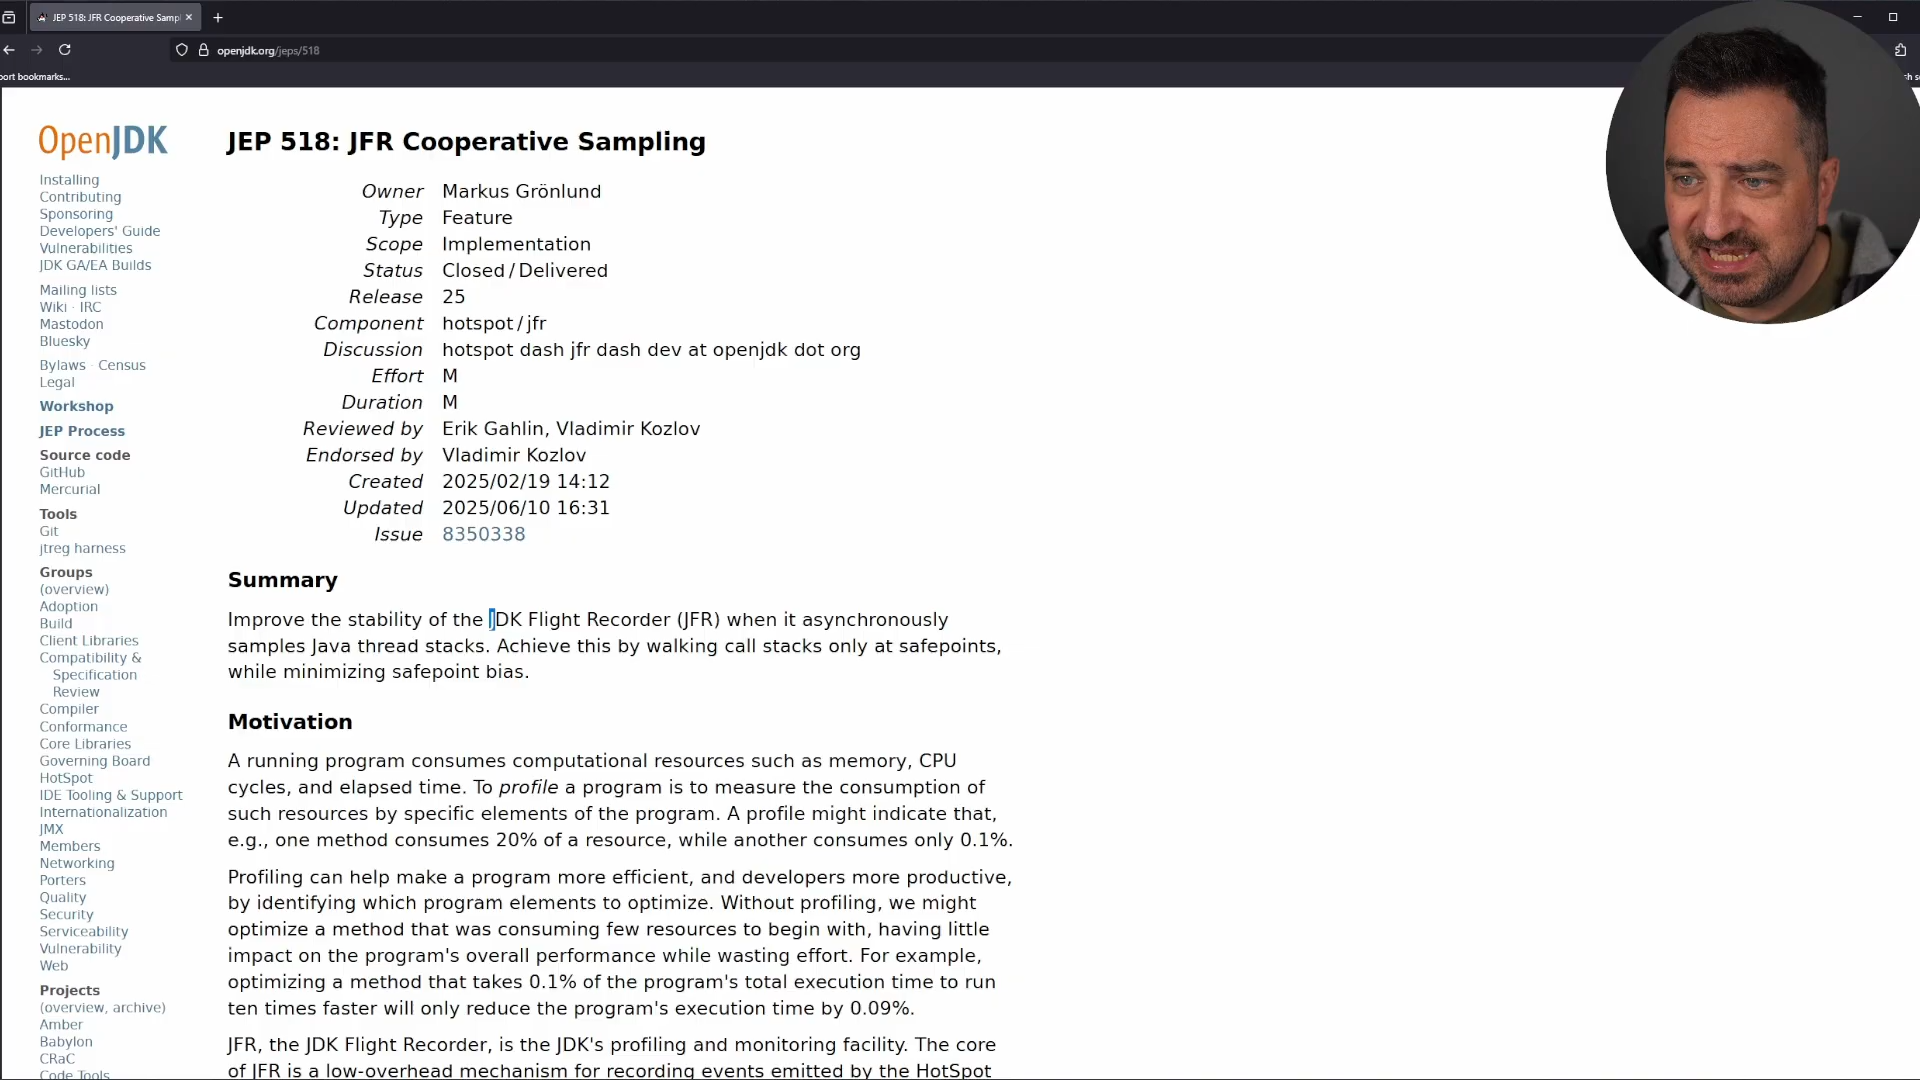 JEP 518: JFR Cooperative Sampl
openjdk.org/jeps/518
port bookmarks...
OpenJDK
Installing
Contributing
Sponsoring
Developers' Guide
Vulnerabilities
JDK GA/EA Builds
Mailing lists
Wiki · IRC
Mastodon
Bluesky
Bylaws · Census
Legal
Workshop
JEP Process
Source code
GitHub
Mercurial
Tools
Git
jtreg harness
Groups
(overview)
Adoption
Build
Client Libraries
Compatibility &
Specification
Review
Compiler
Conformance
Core Libraries
Governing Board
HotSpot
IDE Tooling & Support
Internationalization
JMX
Members
Networking
Porters
Quality
Security
Serviceability
Vulnerability
Web
Projects
(overview, archive)
Amber
Babylon
CRaC
Code Tools
JEP 518: JFR Cooperative Sampling
Owner Markus Grönlund
Type Feature
Scope Implementation
Status Closed / Delivered
Release 25
Component hotspot / jfr
Discussion hotspot dash jfr dash dev at openjdk dot org
Effort M
Duration M
Reviewed by Erik Gahlin, Vladimir Kozlov
Endorsed by Vladimir Kozlov
Created 2025/02/19 14:12
Updated 2025/06/10 16:31
Issue 8350338
Summary
Improve the stability of the JDK Flight Recorder (JFR) when it asynchronously
samples Java thread stacks. Achieve this by walking call stacks only at safepoints,
while minimizing safepoint bias.
Motivation
A running program consumes computational resources such as memory, CPU
cycles, and elapsed time. To profile a program is to measure the consumption of
such resources by specific elements of the program. A profile might indicate that,
e.g., one method consumes 20% of a resource, while another consumes only 0.1%.
Profiling can help make a program more efficient, and developers more productive,
by identifying which program elements to optimize. Without profiling, we might
optimize a method that was consuming few resources to begin with, having little
impact on the program's overall performance while wasting effort. For example,
optimizing a method that takes 0.1% of the program's total execution time to run
ten times faster will only reduce the program's execution time by 0.09%.
JFR, the JDK Flight Recorder, is the JDK's profiling and monitoring facility. The core
of JFR is a low-overhead mechanism for recording events emitted by the HotSpot